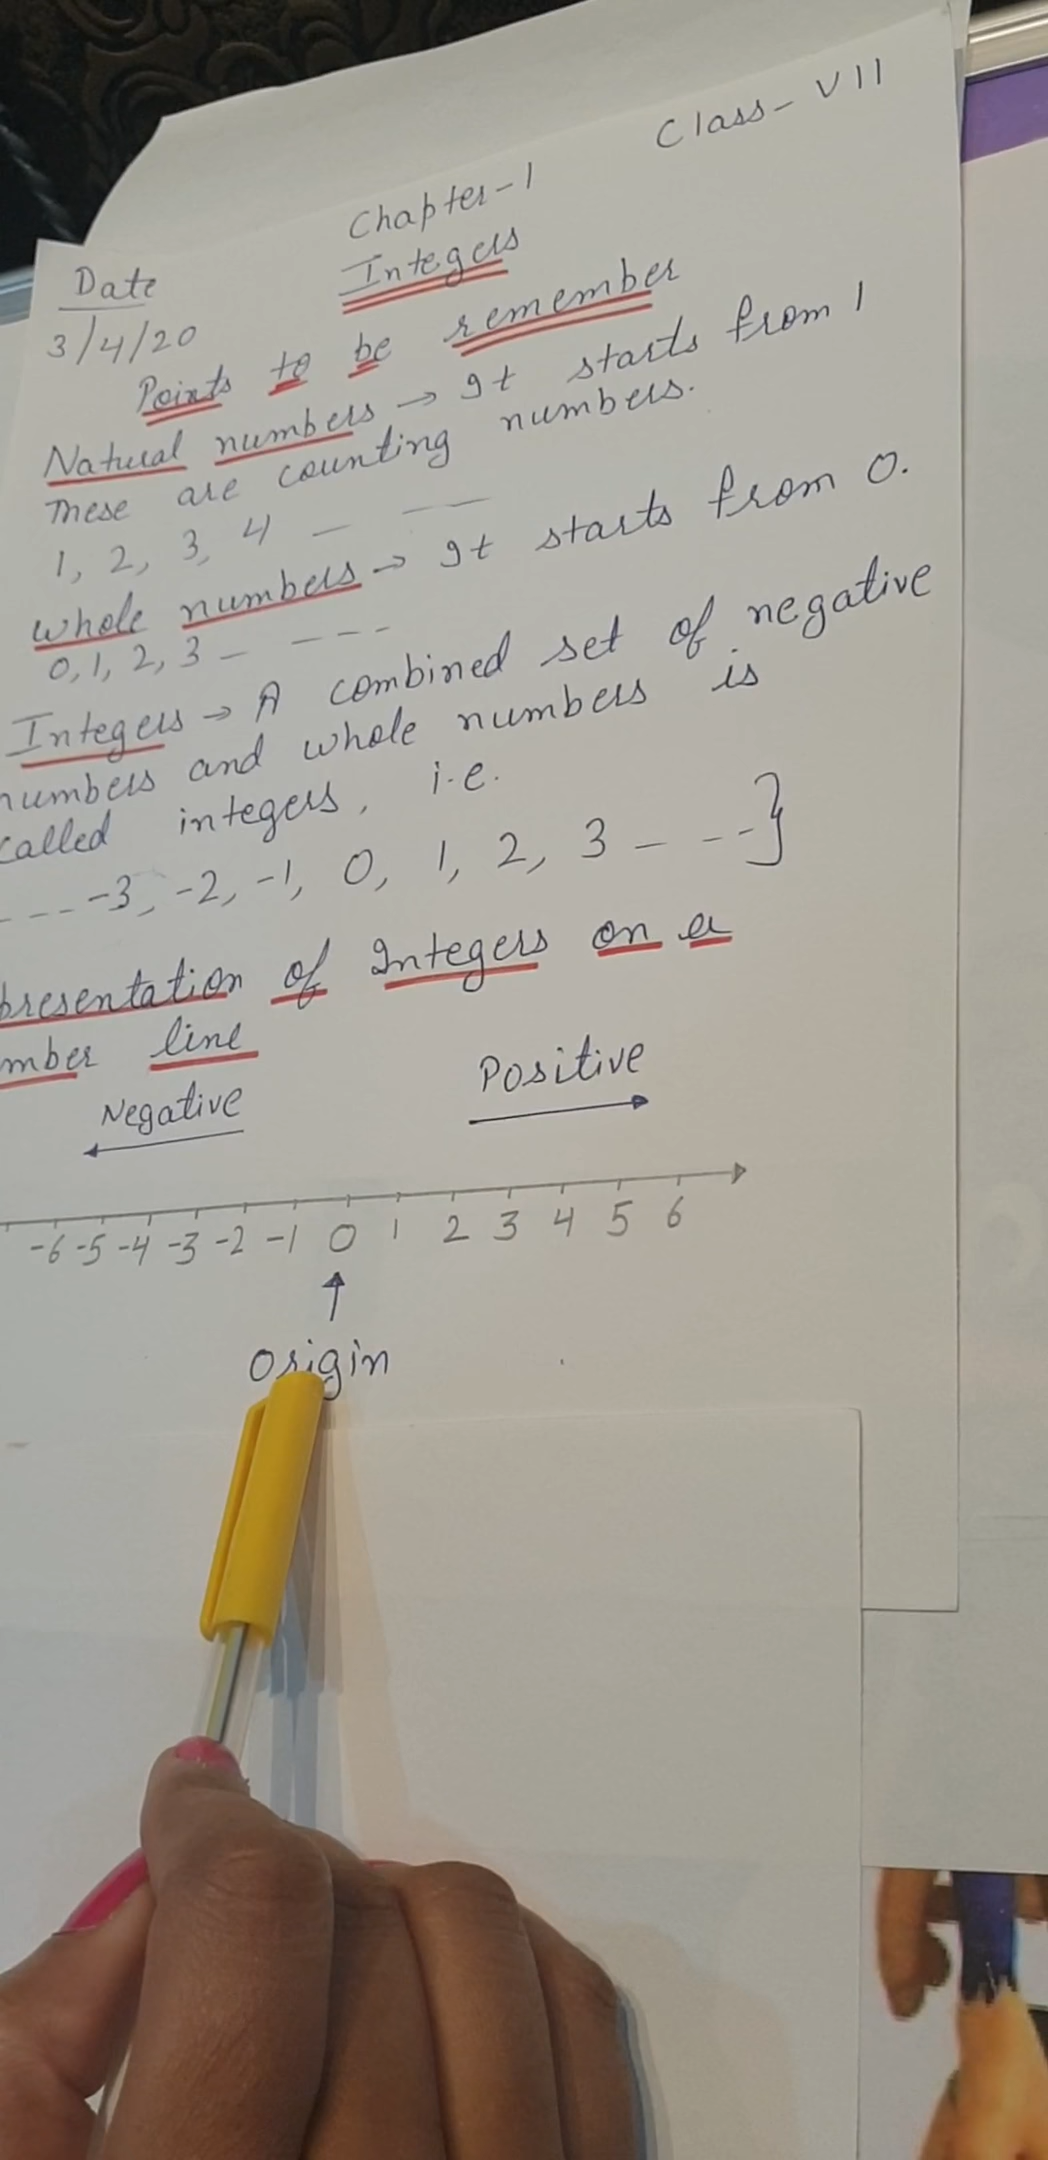 Class- VII
Chapter-1
Integers
Date
3/4/20
Points to be remember
Natural numbers → It starts from 1
These are counting numbers.
1, 2, 3, 4 — —
Whole numbers → It starts from 0.
0, 1, 2, 3 - ---
Integers → A combined set of negative
numbers and whole numbers is
called integers, i.e.
--- -3, -2, -1, 0, 1, 2, 3 - - --}
presentation of Integers on a
mber line
Negative Positive
-6 -5 -4 -3 -2 -1 0 1 2 3 4 5 6
↑
Origin